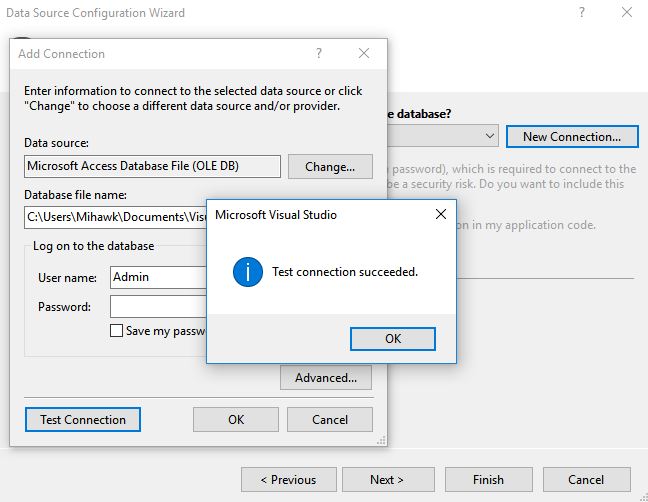 Data Source Configuration Wizard
Add Connection
Enter information to connect to the selected data source or click
"Change" to choose a different data source and/or provider.
Data source:
Microsoft Access Database File (OLE DB)
Change...
Database file name:
C:\Users\Mihawk\Documents\Visu
Log on to the database
User name:
Admin
Password:
Save my passw
Advanced...
Test Connection
OK
Cancel
Microsoft Visual Studio
Test connection succeeded.
OK
e database?
New Connection...
password), which is required to connect to the
be a security risk. Do you want to include this
on in my application code.
< Previous
Next >
Finish
Cancel